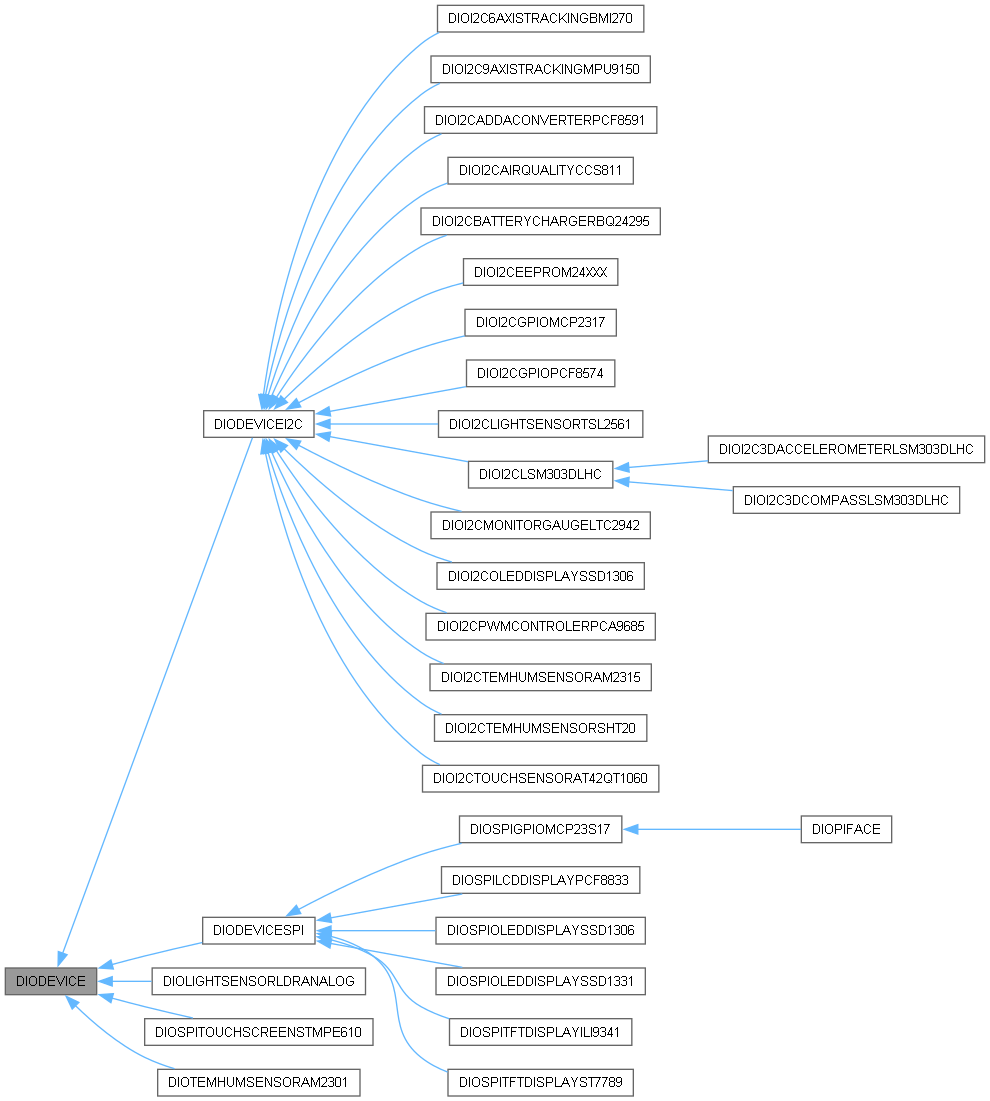 DIOI2C6AXISTRACKINGBMI270
DIOI2C9AXISTRACKINGMPU9150
DIOI2CADDACONVERTERPCF8591
DIOI2CAIRQUALITYCCS811
DIOI2CBATTERYCHARGERBQ24295
DIOI2CEEPROM24XXX
DIOI2CGPIOMCP2317
DIOI2CGPIOPCF8574
DIODEVICEI2C
DIOI2CLIGHTSENSORTSL2561
DIOI2C3DACCELEROMETERLSM303DLHC
DIOI2CLSM303DLHC
DIOI2C3DCOMPASSLSM303DLHC
DIOI2CMONITORGAUGELTC2942
DIOI2COLEDDISPLAYSSD1306
DIOI2CPWMCONTROLERPCA9685
DIOI2CTEMHUMSENSORAM2315
DIOI2CTEMHUMSENSORSHT20
DIOI2CTOUCHSENSORAT42QT1060
DIOSPIGPIOMCP23S17
DIOPIFACE
DIOSPILCDDISPLAYPCF8833
DIODEVICESPI
DIOSPIOLEDDISPLAYSSD1306
DIODEVICE
DIOLIGHTSENSORLDRANALOG
DIOSPIOLEDDISPLAYSSD1331
DIOSPITOUCHSCREENSTMPE610
DIOSPITFTDISPLAYILI9341
DIOTEMHUMSENSORAM2301
DIOSPITFTDISPLAYST7789